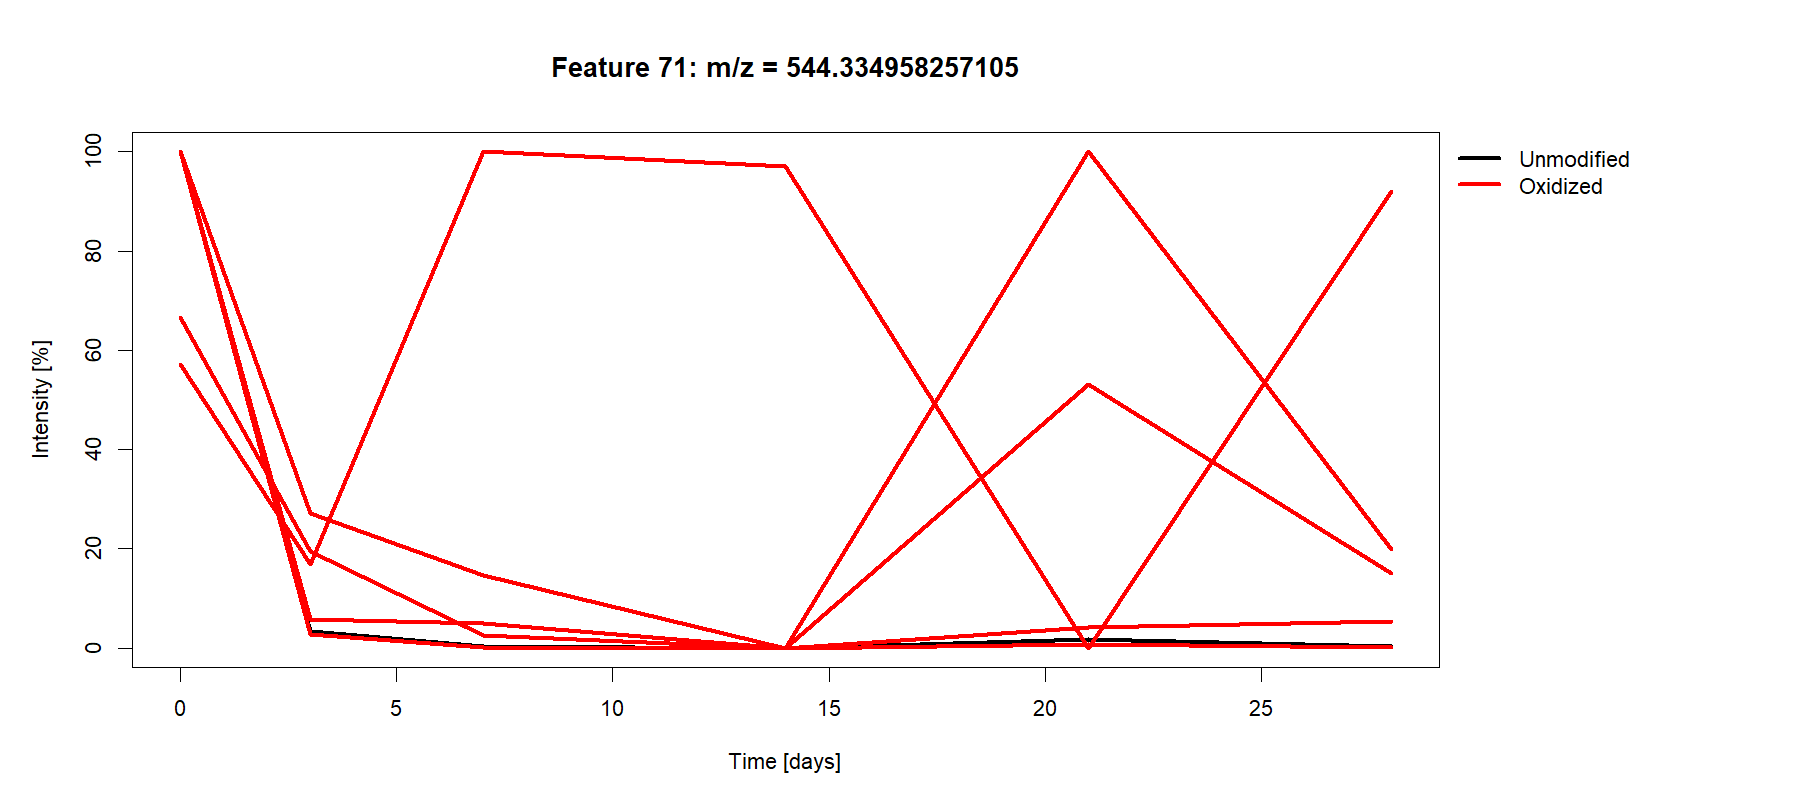 Feature 71: m/z = 544.334958257105
Unmodified
Oxidized
100
80
60
40
20
0
Intensity [%]
0 5 10 15 20 25
Time [days]